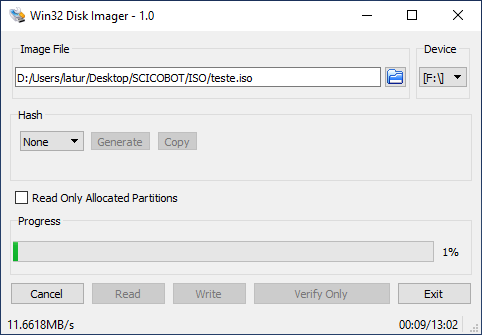 Win32 Disk Imager - 1.0
Image File
Device
D:/Users/latur/Desktop/SCICOBOT/ISO/teste.iso
[F:\]
Hash
None
Generate
Copy
Read Only Allocated Partitions
Progress
1%
Cancel
Read
Write
Verify Only
Exit
11.6618MB/s
00:09/13:02